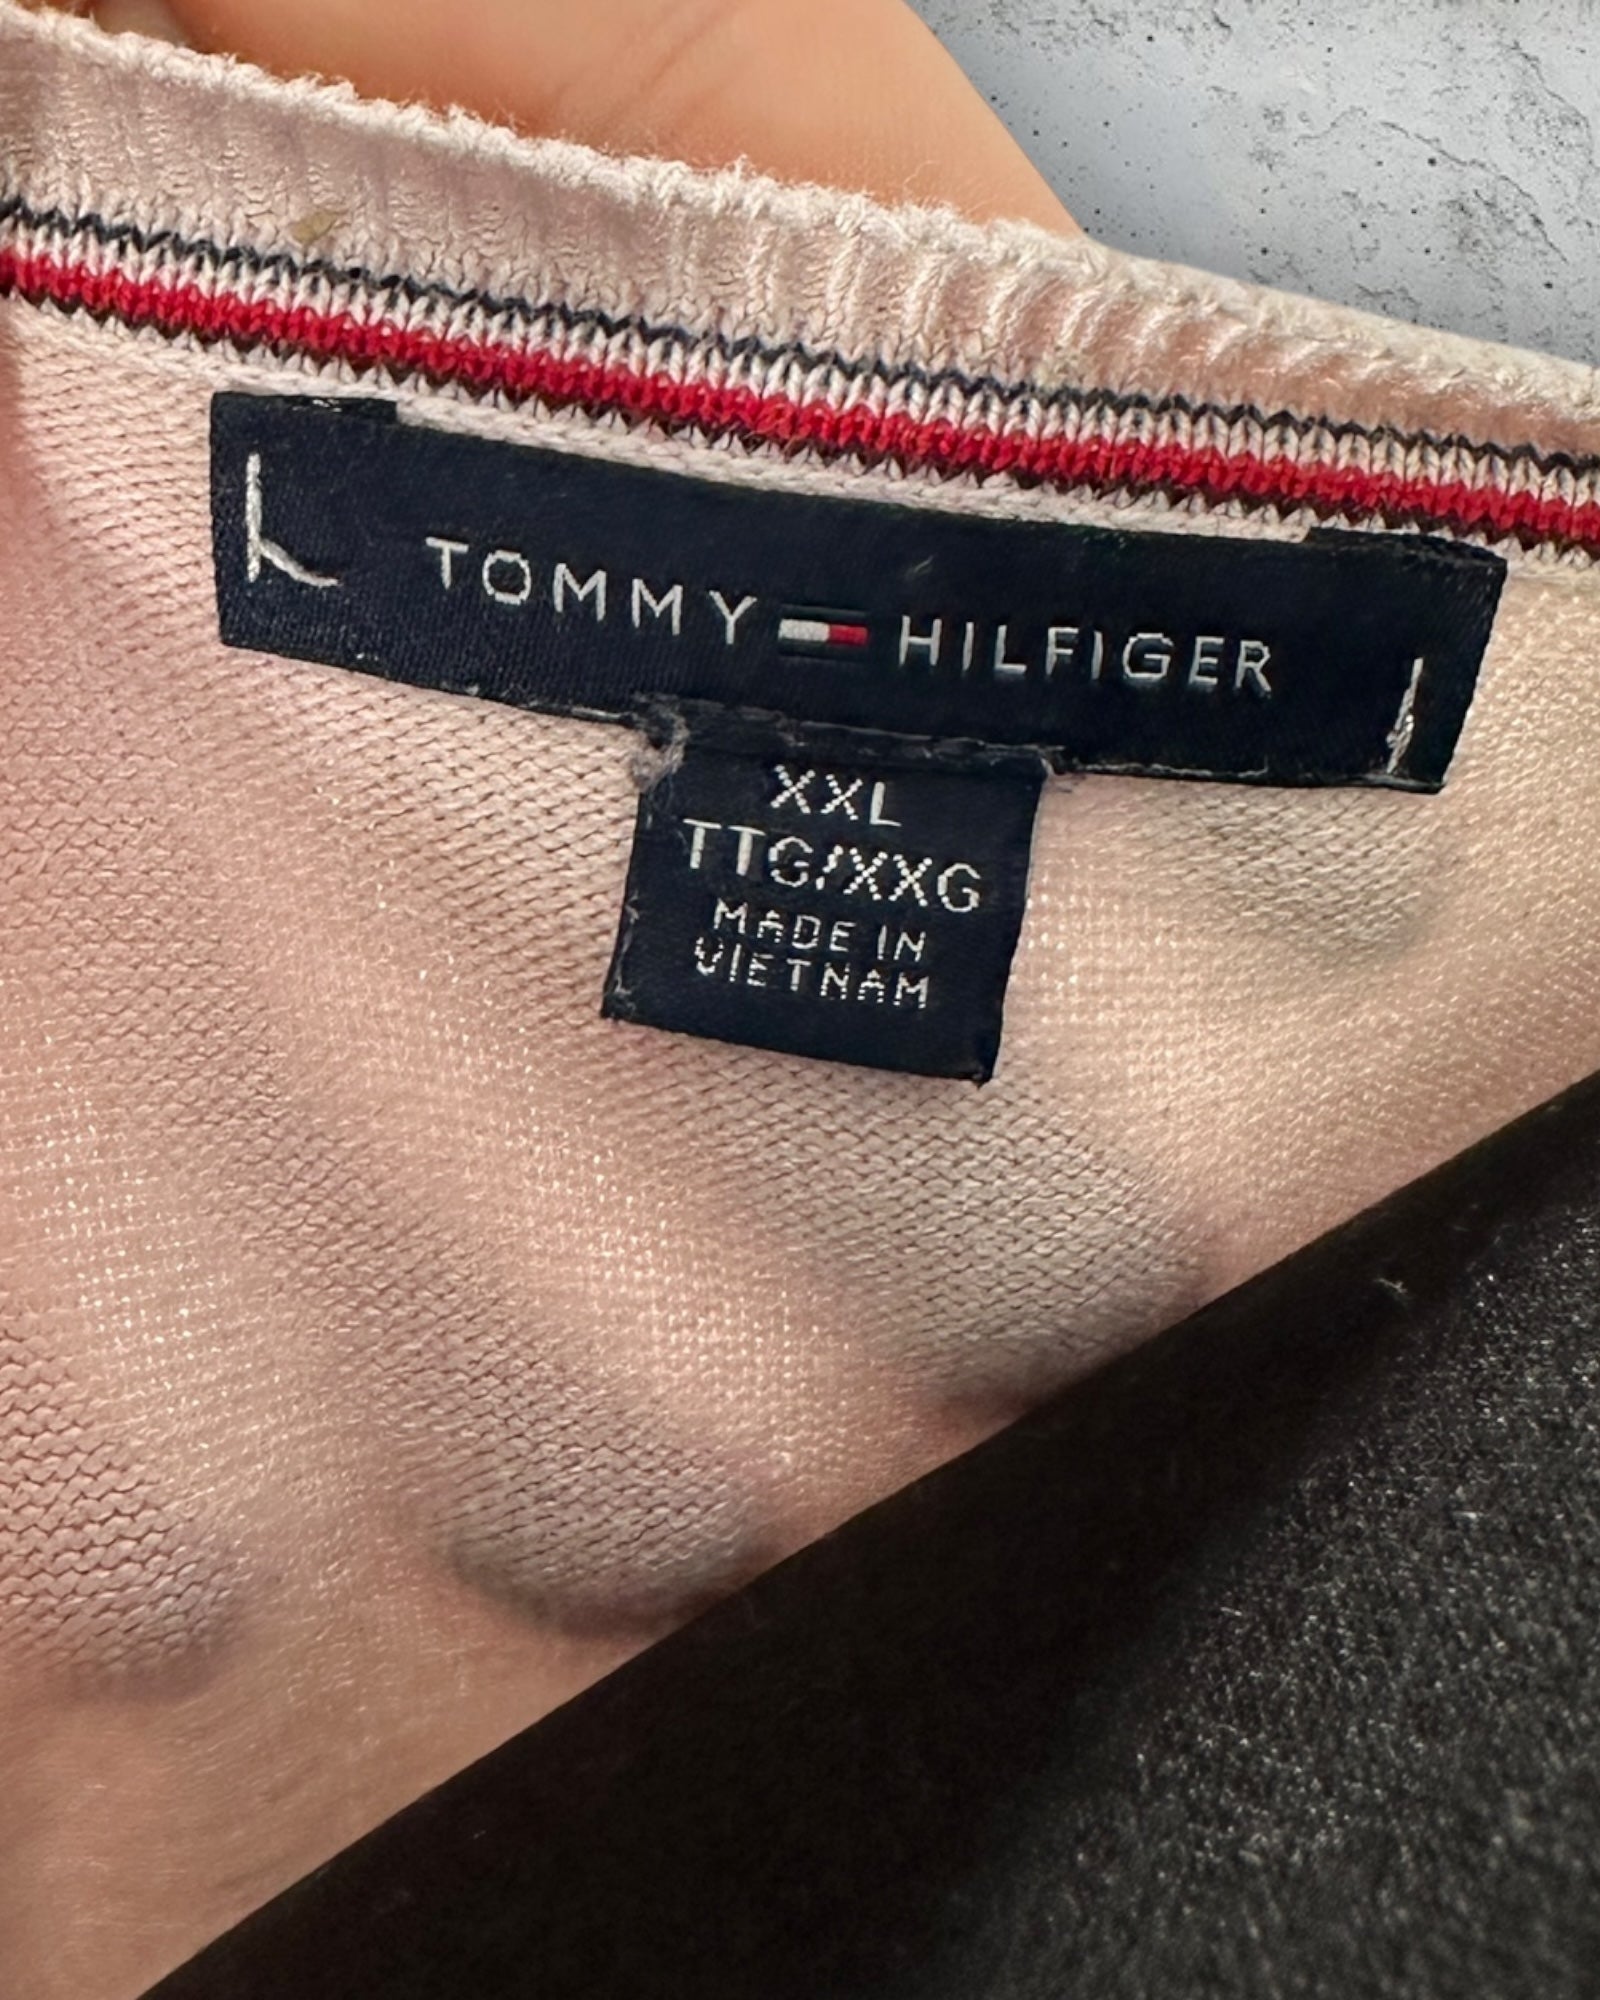 TOMMY HILFIGER
XXL
TTG/XXG
MADE IN
VIETNAM